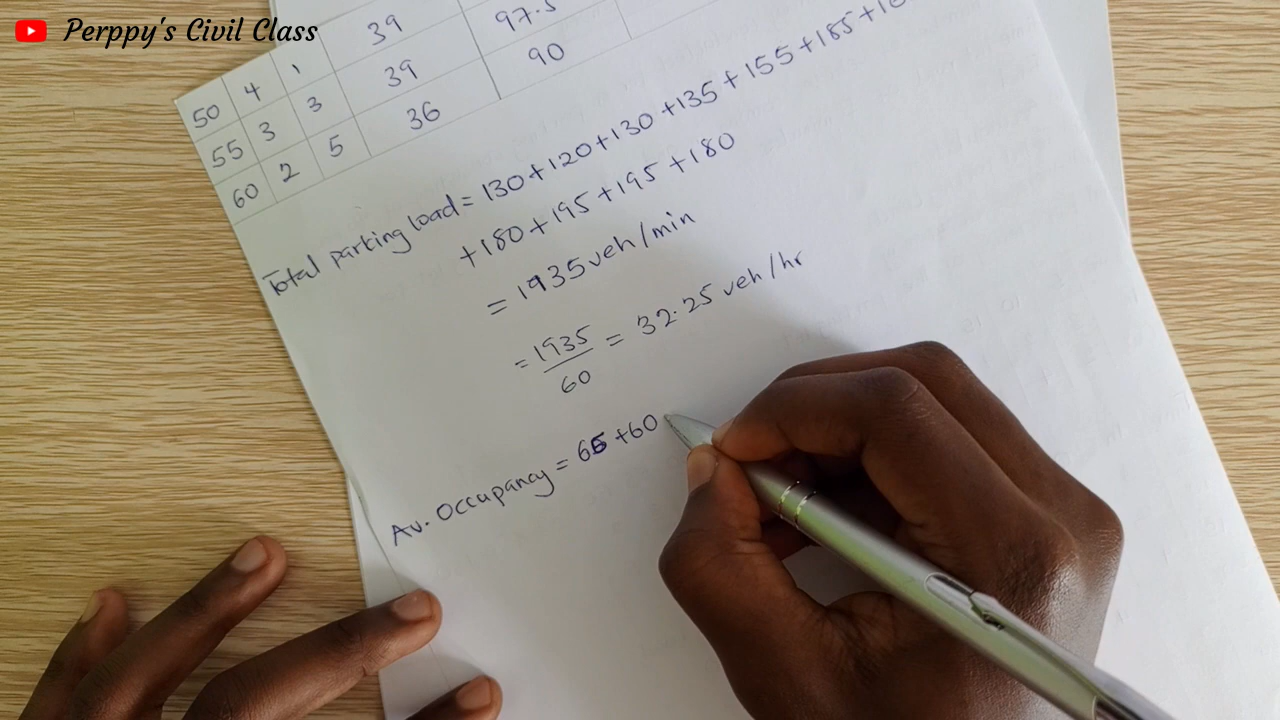 Perppy's Civil Class
39 97.5
50 4 1 39 90
55 3 3 36
60 2 5
Total parking load = 130+120+130+135+155+185+18
+180+195+195+180
= 1935 veh/min
= 1935/60 = 32.25 veh/hr
Av. Occupancy = 65+60